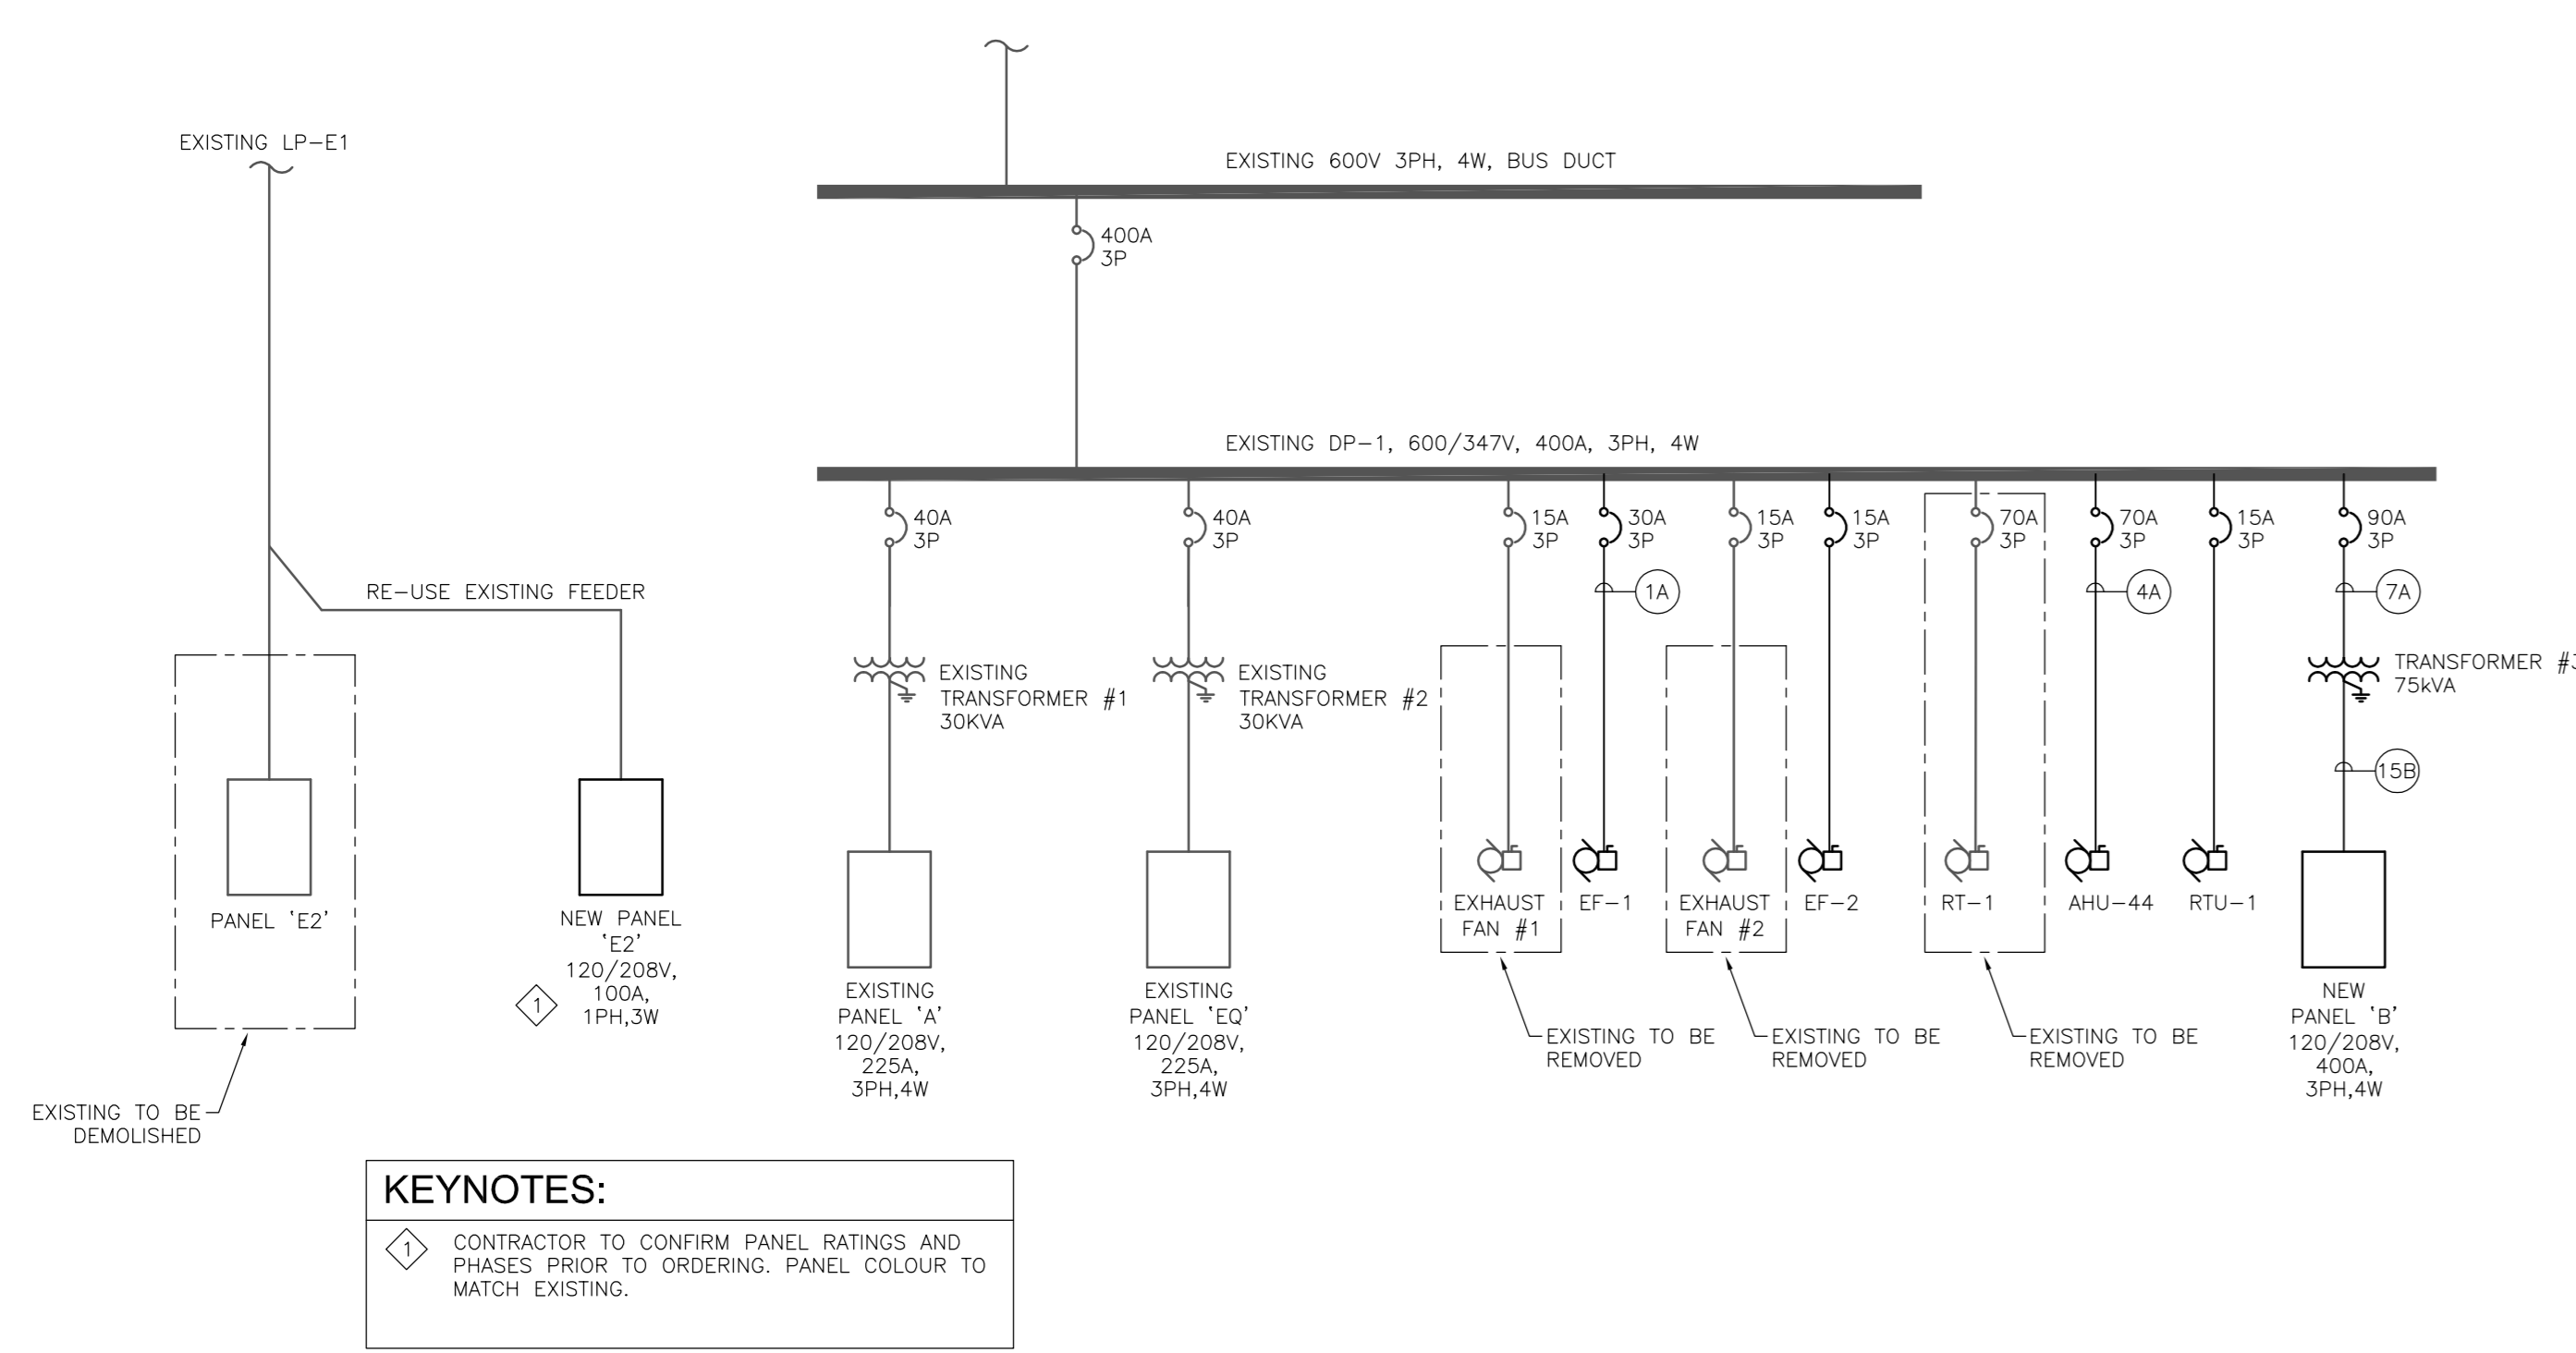 EXISTING LP-E1
EXISTING 600V 3PH, 4W, BUS DUCT
400A
3P
EXISTING DP-1, 600/347V, 400A, 3PH, 4W
40A
3P
40A
3P
15A
3P
30A
3P
15A
3P
15A
3P
70A
3P
70A
3P
15A
3P
90A
3P
RE-USE EXISTING FEEDER
1A
4A
7A
EXISTING
TRANSFORMER #1
30KVA
EXISTING
TRANSFORMER #2
30KVA
TRANSFORMER #3
75kVA
15B
PANEL 'E2'
NEW PANEL
'E2'
120/208V,
100A,
1PH,3W
1
EXISTING
PANEL 'A'
120/208V,
225A,
3PH,4W
EXISTING
PANEL 'EQ'
120/208V,
225A,
3PH,4W
EXHAUST
FAN #1
EF-1
EXHAUST
FAN #2
EF-2
RT-1
AHU-44
RTU-1
NEW
PANEL 'B'
120/208V,
400A,
3PH,4W
EXISTING TO BE
REMOVED
EXISTING TO BE
REMOVED
EXISTING TO BE
REMOVED
EXISTING TO BE
DEMOLISHED
KEYNOTES:
1
CONTRACTOR TO CONFIRM PANEL RATINGS AND
PHASES PRIOR TO ORDERING. PANEL COLOUR TO
MATCH EXISTING.